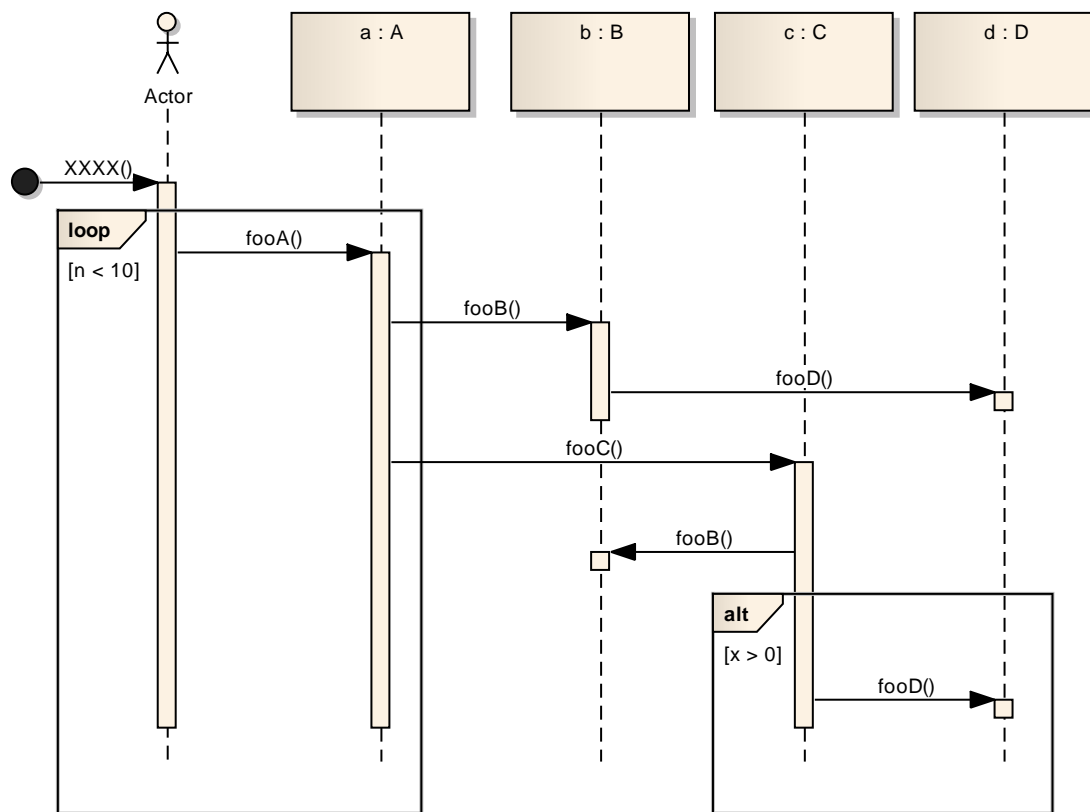 a : A
b : B
c : C
d : D
Actor
XXXX()
loop
fooA()
[n < 10]
fooB()
fooD()
fooC()
fooB()
alt
[x > 0]
fooD()